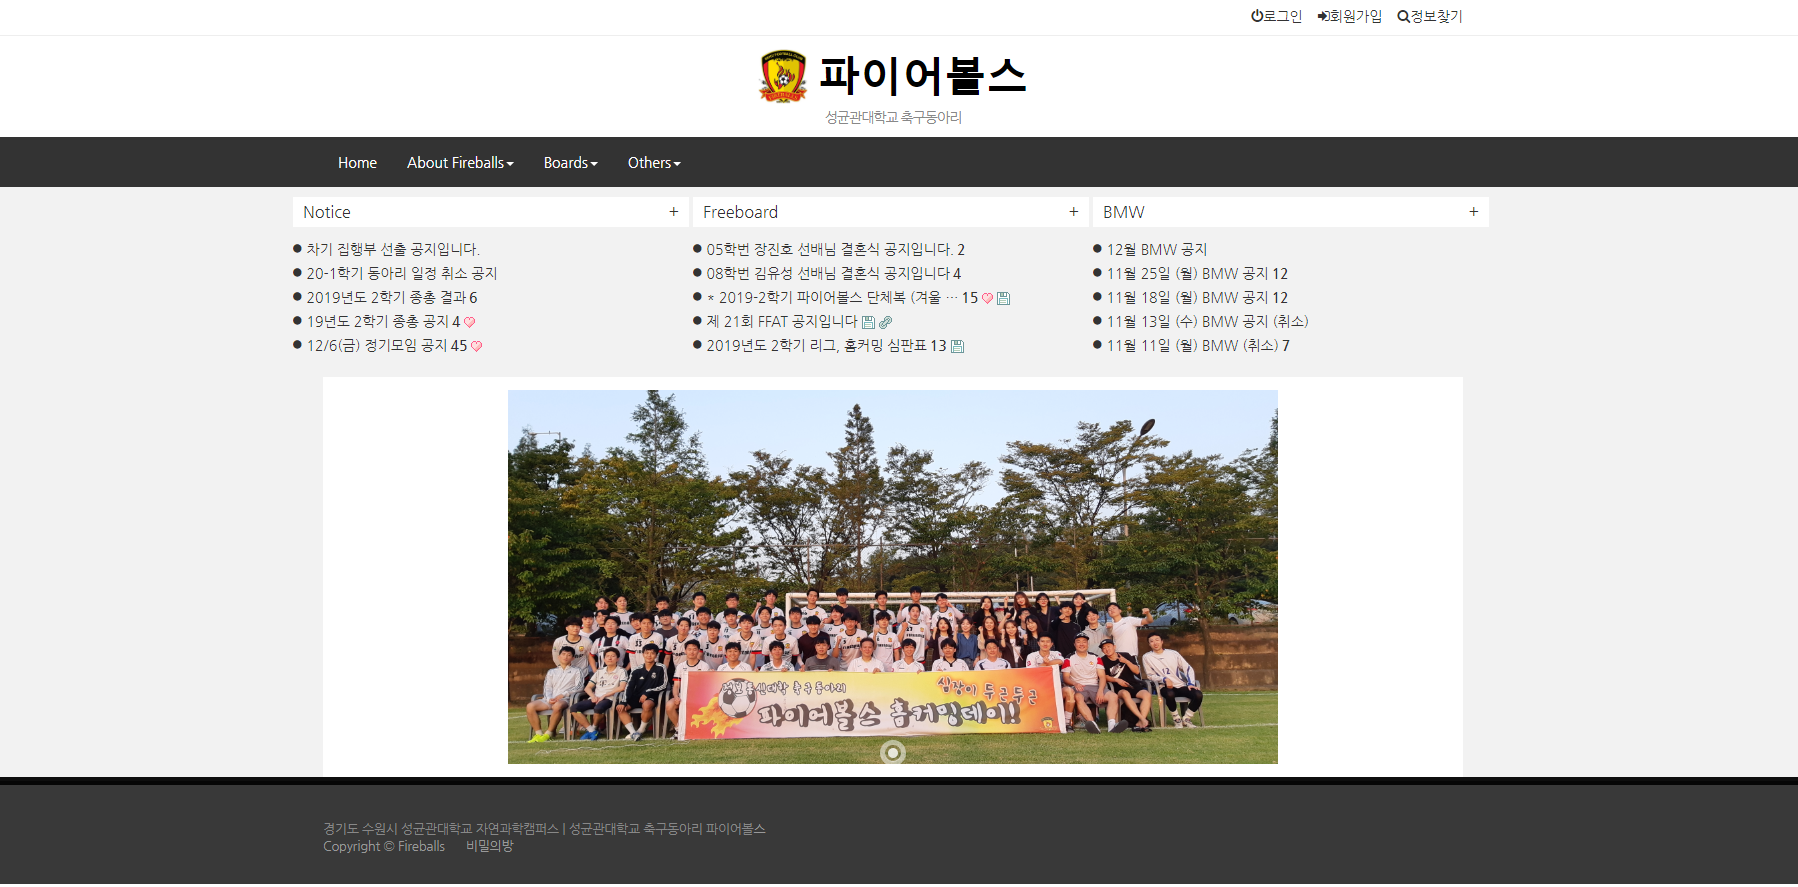 로그인 회원가입 정보찾기
파이어볼스
성균관대학교 축구동아리
Home About Fireballs Boards Others
Notice +
차기 집행부 선출 공지입니다.
20-1학기 동아리 일정 취소 공지
2019년도 2학기 종총 결과 6
19년도 2학기 종총 공지 4
12/6(금) 정기모임 공지 45
Freeboard +
05학번 장진호 선배님 결혼식 공지입니다. 2
08학번 김유성 선배님 결혼식 공지입니다 4
* 2019-2학기 파이어볼스 단체복 (겨울 … 15
제 21회 FFAT 공지입니다
2019년도 2학기 리그, 홈커밍 심판표 13
BMW +
12월 BMW 공지
11월 25일 (월) BMW 공지 12
11월 18일 (월) BMW 공지 12
11월 13일 (수) BMW 공지 (취소)
11월 11일 (월) BMW (취소) 7
정보통신대학 축구동아리
심장이 두근두근
파이어볼스 홈커밍데이!
경기도 수원시 성균관대학교 자연과학캠퍼스 | 성균관대학교 축구동아리 파이어볼스
Copyright © Fireballs 비밀의방